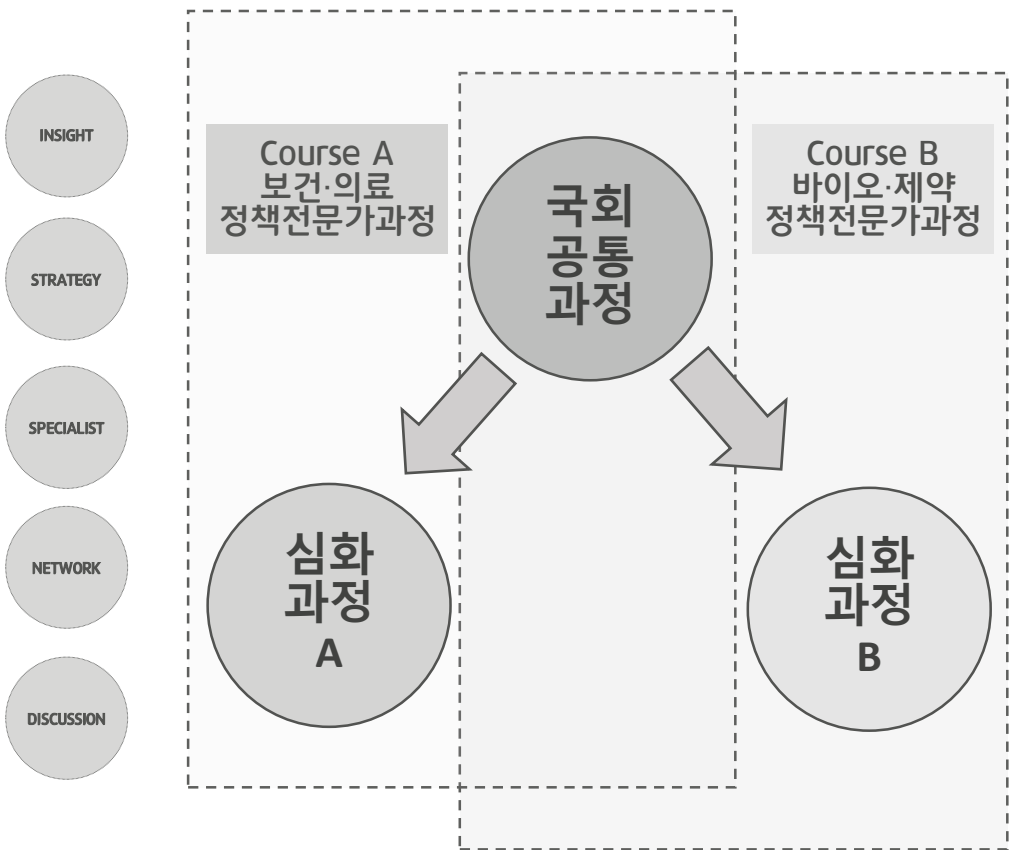 INSIGHT
STRATEGY
SPECIALIST
NETWORK
DISCUSSION
Course A
보건·의료
정책전문가과정
국회
공통
과정
Course B
바이오·제약
정책전문가과정
심화
과정
A
심화
과정
B